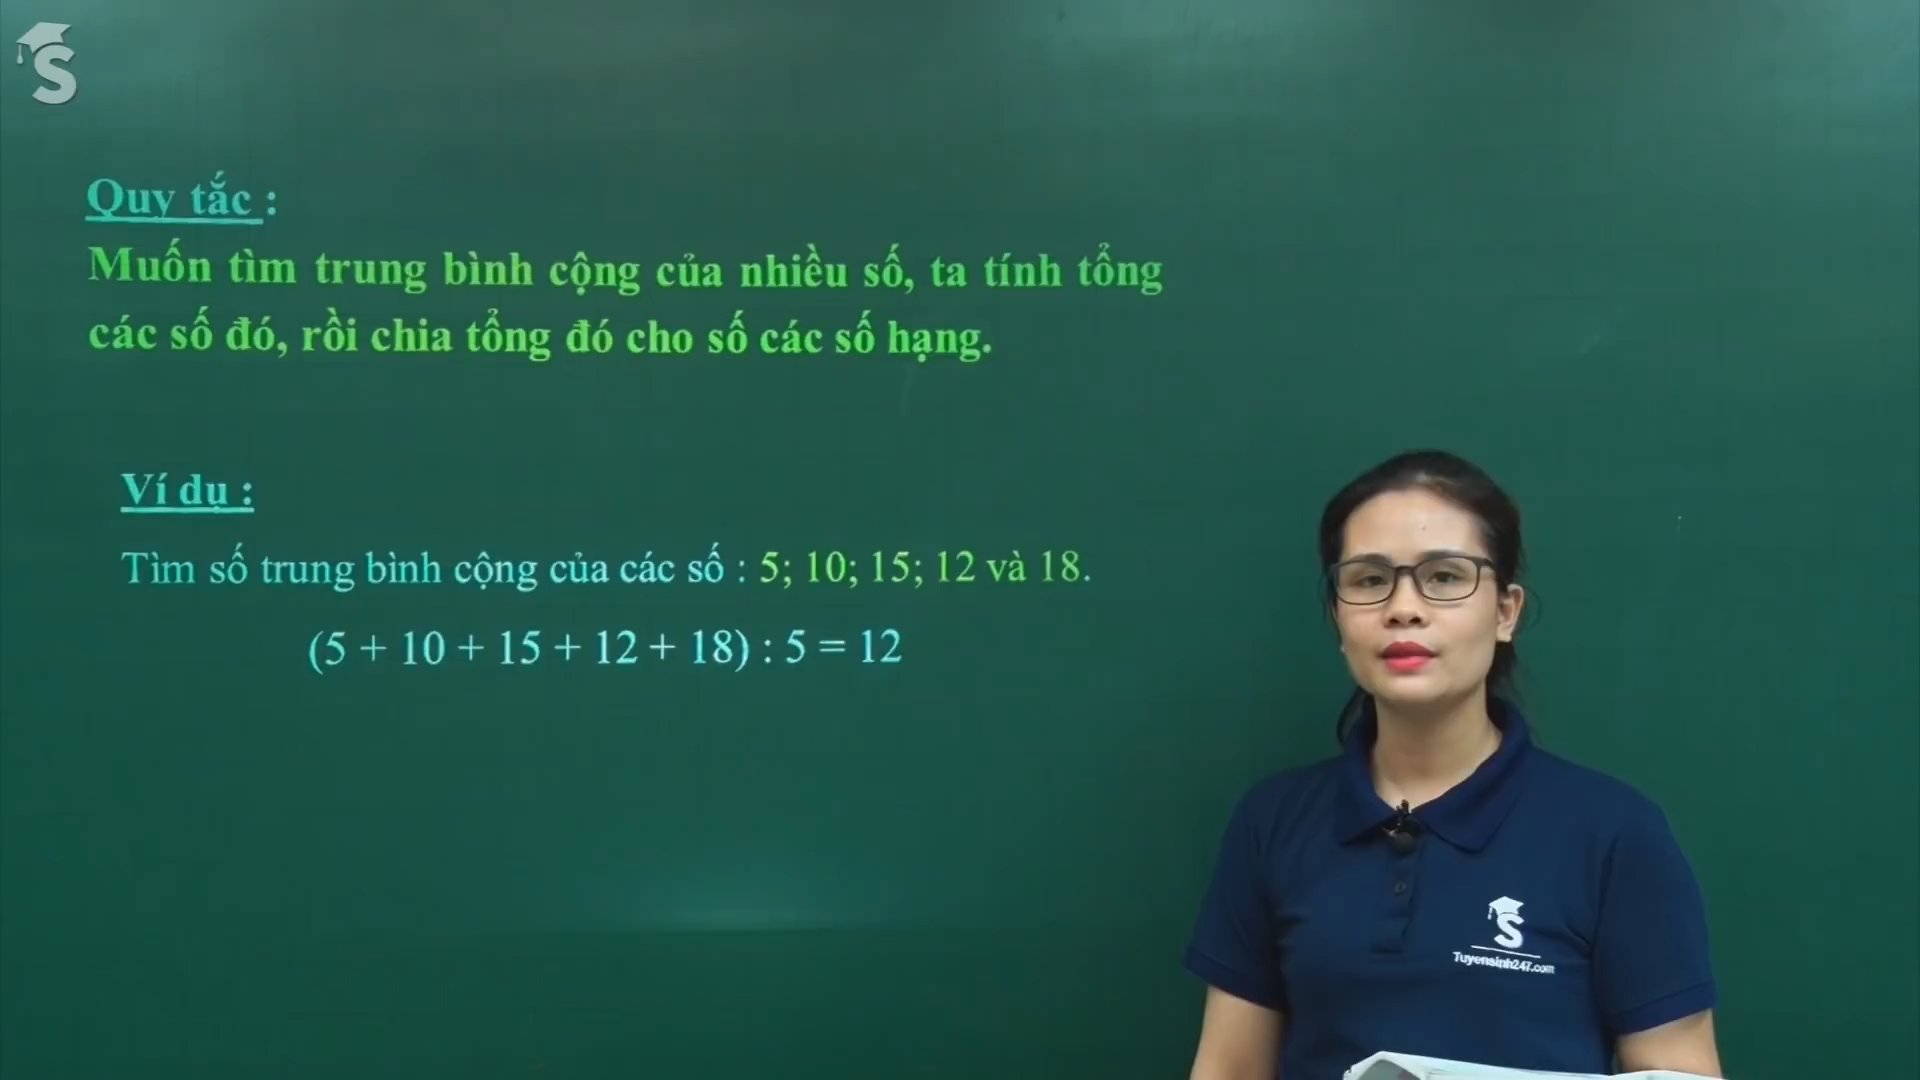 S
Quy tắc :
Muốn tìm trung bình cộng của nhiều số, ta tính tổng
các số đó, rồi chia tổng đó cho số các số hạng.
Ví dụ :
Tìm số trung bình cộng của các số : 5; 10; 15; 12 và 18.
(5 + 10 + 15 + 12 + 18) : 5 = 12
S
Tuyensinh247.com